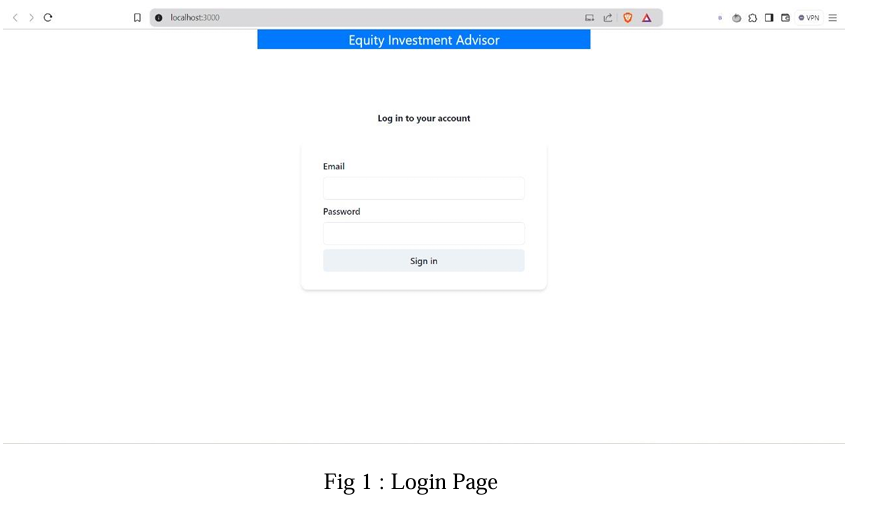 localhost:3000
VPN
Equity Investment Advisor
Log in to your account
Email
Password
Sign in
Fig 1 : Login Page